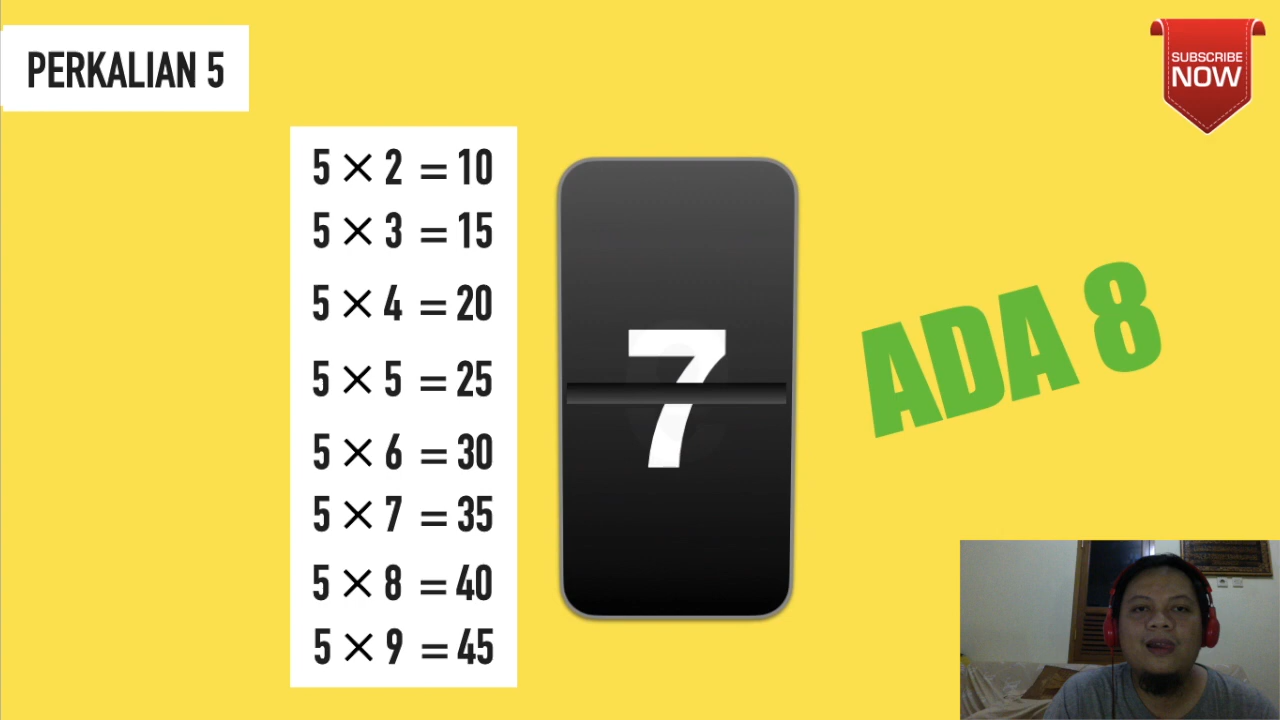 PERKALIAN 5
SUBSCRIBE
NOW
5 × 2 = 10
5 × 3 = 15
5 × 4 = 20
5 × 5 = 25
5 × 6 = 30
5 × 7 = 35
5 × 8 = 40
5 × 9 = 45
7
ADA 8